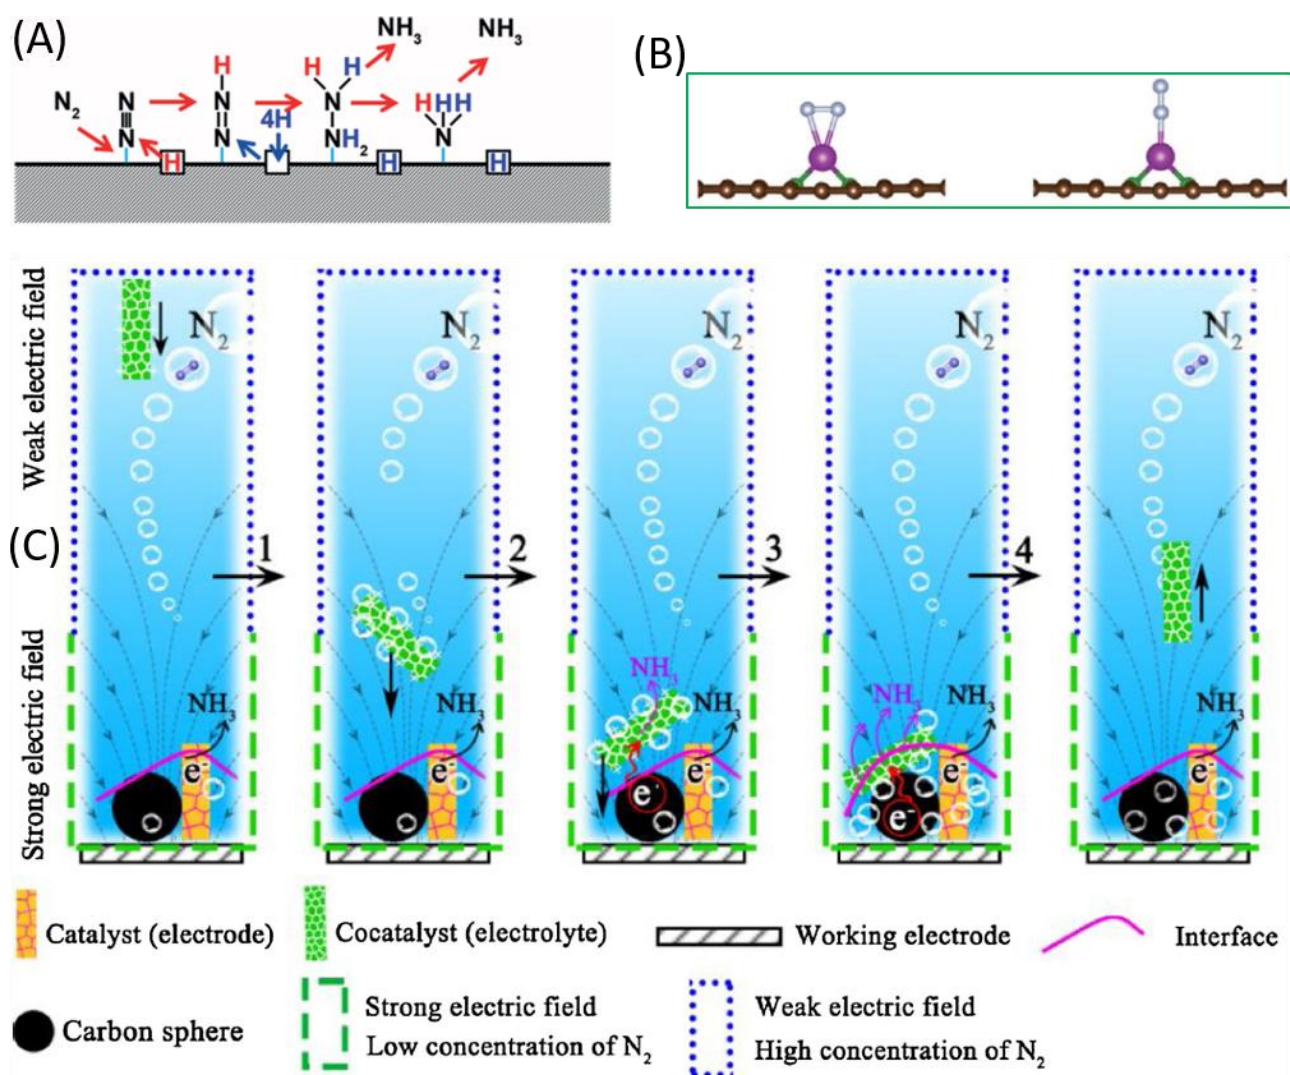 (A)
N2
N
N
H
H
N
N
4H
H
H
N
NH2
H
NH3
HHH
N
H
NH3
(B)
Weak electric field
Strong electric field
(C)
N2
N2
N2
N2
N2
1
2
3
4
NH3
NH3
NH3
NH3
NH3
NH3
NH3
e-
e-
e-
e-
e-
e-
e-
Catalyst (electrode)
Cocatalyst (electrolyte)
Working electrode
Interface
Carbon sphere
Strong electric field
Low concentration of N2
Weak electric field
High concentration of N2